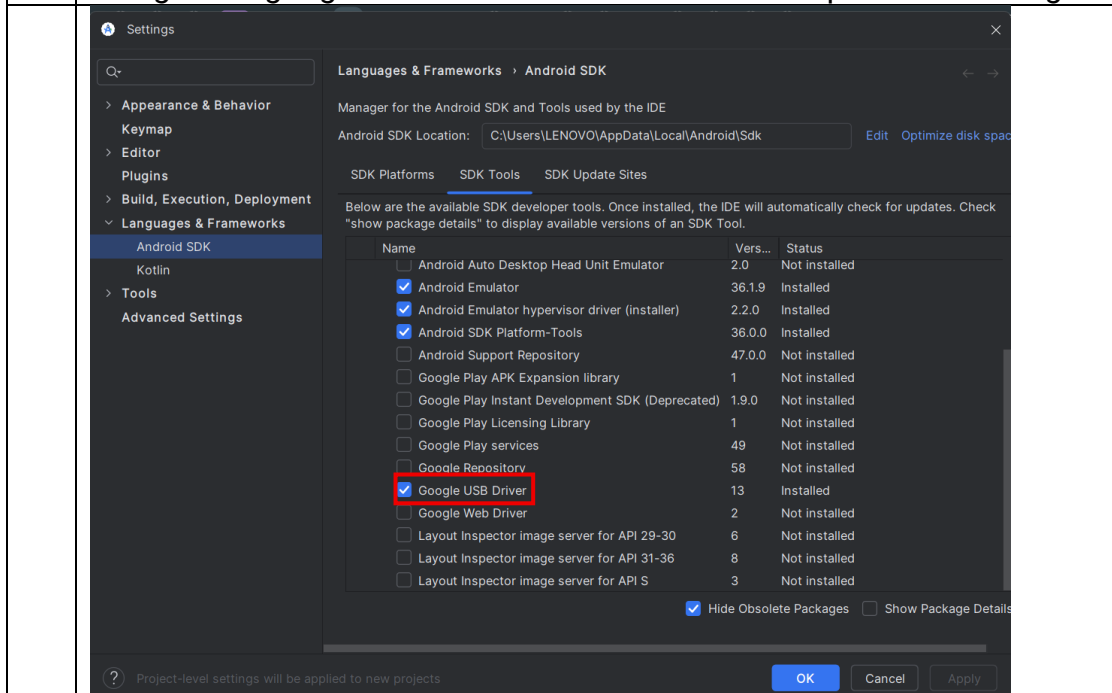 Settings
Languages & Frameworks › Android SDK
Appearance & Behavior
Keymap
Editor
Plugins
Build, Execution, Deployment
Languages & Frameworks
Android SDK
Kotlin
Tools
Advanced Settings
Manager for the Android SDK and Tools used by the IDE
Android SDK Location: C:\Users\LENOVO\AppData\Local\Android\Sdk Edit Optimize disk spac
SDK Platforms SDK Tools SDK Update Sites
Below are the available SDK developer tools. Once installed, the IDE will automatically check for updates. Check
"show package details" to display available versions of an SDK Tool.
Name Vers... Status
Android Auto Desktop Head Unit Emulator 2.0 Not installed
Android Emulator 36.1.9 Installed
Android Emulator hypervisor driver (installer) 2.2.0 Installed
Android SDK Platform-Tools 36.0.0 Installed
Android Support Repository 47.0.0 Not installed
Google Play APK Expansion library 1 Not installed
Google Play Instant Development SDK (Deprecated) 1.9.0 Not installed
Google Play Licensing Library 1 Not installed
Google Play services 49 Not installed
Google Repository 58 Not installed
Google USB Driver 13 Installed
Google Web Driver 2 Not installed
Layout Inspector image server for API 29-30 6 Not installed
Layout Inspector image server for API 31-36 8 Not installed
Layout Inspector image server for API S 3 Not installed
Hide Obsolete Packages Show Package Details
? Project-level settings will be applied to new projects
OK Cancel Apply